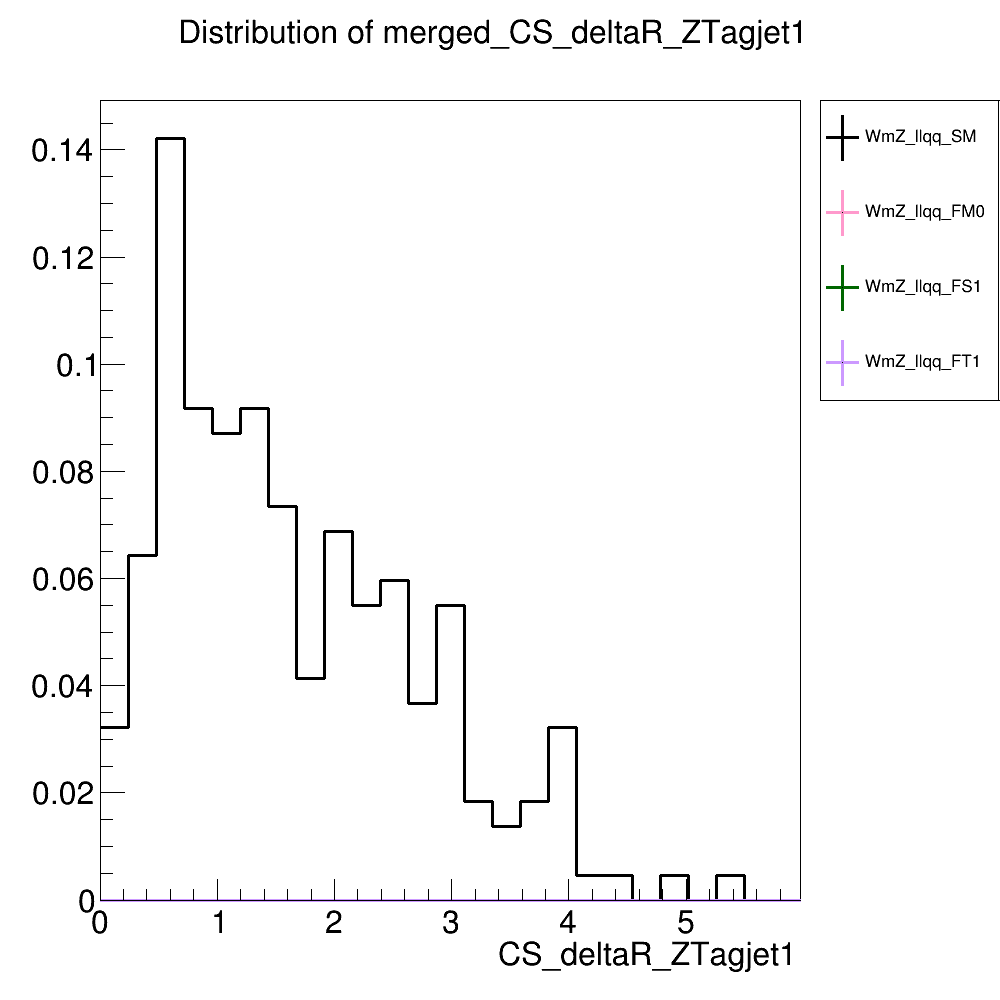 Distribution of merged_CS_deltaR_ZTagjet1
WmZ_llqq_SM
WmZ_llqq_FM0
WmZ_llqq_FS1
WmZ_llqq_FT1
0.14
0.12
0.1
0.08
0.06
0.04
0.02
0
0 1 2 3 4 5
CS_deltaR_ZTagjet1